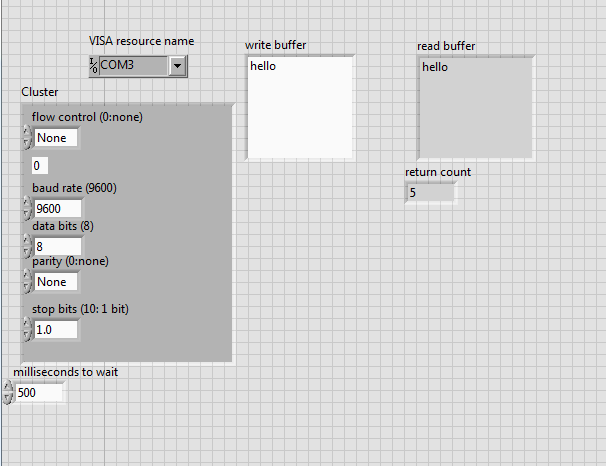 VISA resource name
I/O COM3
write buffer
hello
read buffer
hello
return count
5
Cluster
flow control (0:none)
None
0
baud rate (9600)
9600
data bits (8)
8
parity (0:none)
None
stop bits (10: 1 bit)
1.0
milliseconds to wait
500